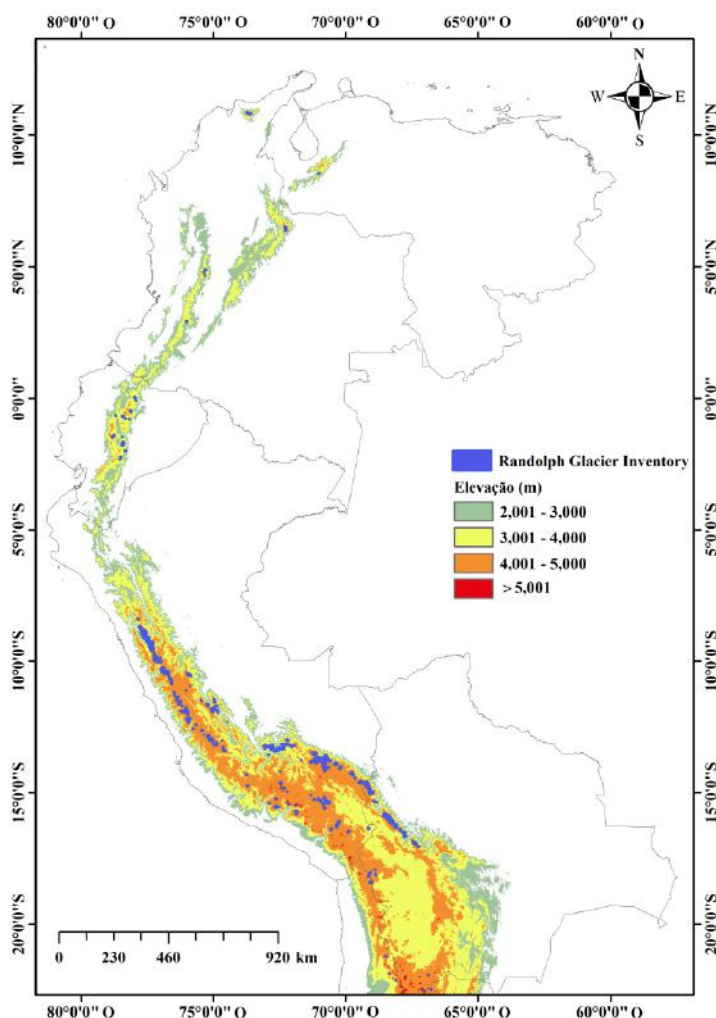 80°0'0" O 75°0'0" O 70°0'0" O 65°0'0" O 60°0'0" O
N
W E
S
10°0'0"N 10°0'0"N
5°0'0"N 5°0'0"N
0°0'0" 0°0'0"
Randolph Glacier Inventory
Elevação (m)
2,001 - 3,000
3,001 - 4,000
4,001 - 5,000
> 5,001
5°0'0"S 5°0'0"S
10°0'0"S 10°0'0"S
15°0'0"S 15°0'0"S
20°0'0"S 20°0'0"S
0 230 460 920 km
80°0'0" O 75°0'0" O 70°0'0" O 65°0'0" O 60°0'0" O